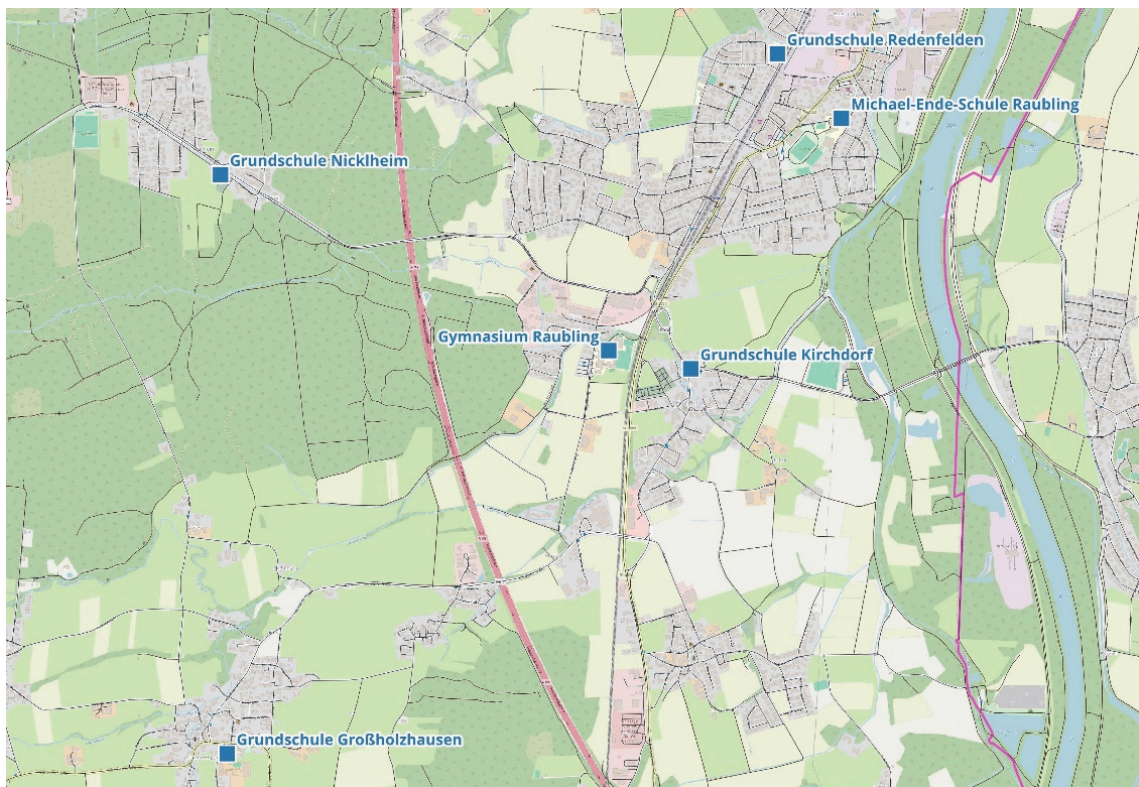 Grundschule Redenfelden
Michael-Ende-Schule Raubling
Grundschule Nicklheim
Gymnasium Raubling
Grundschule Kirchdorf
Grundschule Großholzhausen